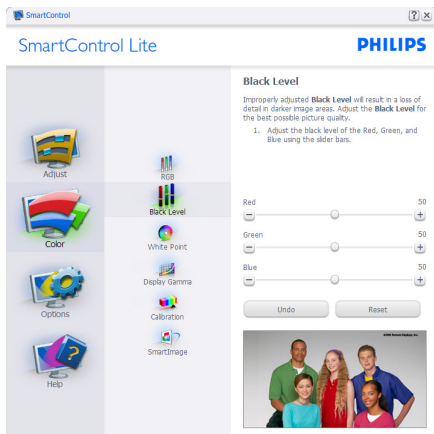 SmartControl
SmartControl Lite
PHILIPS
Adjust
Color
Options
Help
RGB
Black Level
White Point
Display Gamma
Calibration
SmartImage
Black Level
Improperly adjusted Black Level will result in a loss of
detail in darker image areas. Adjust the Black Level for
the best possible picture quality.
1. Adjust the black level of the Red, Green, and
Blue using the slider bars.
Red 50
Green 50
Blue 50
Undo Reset